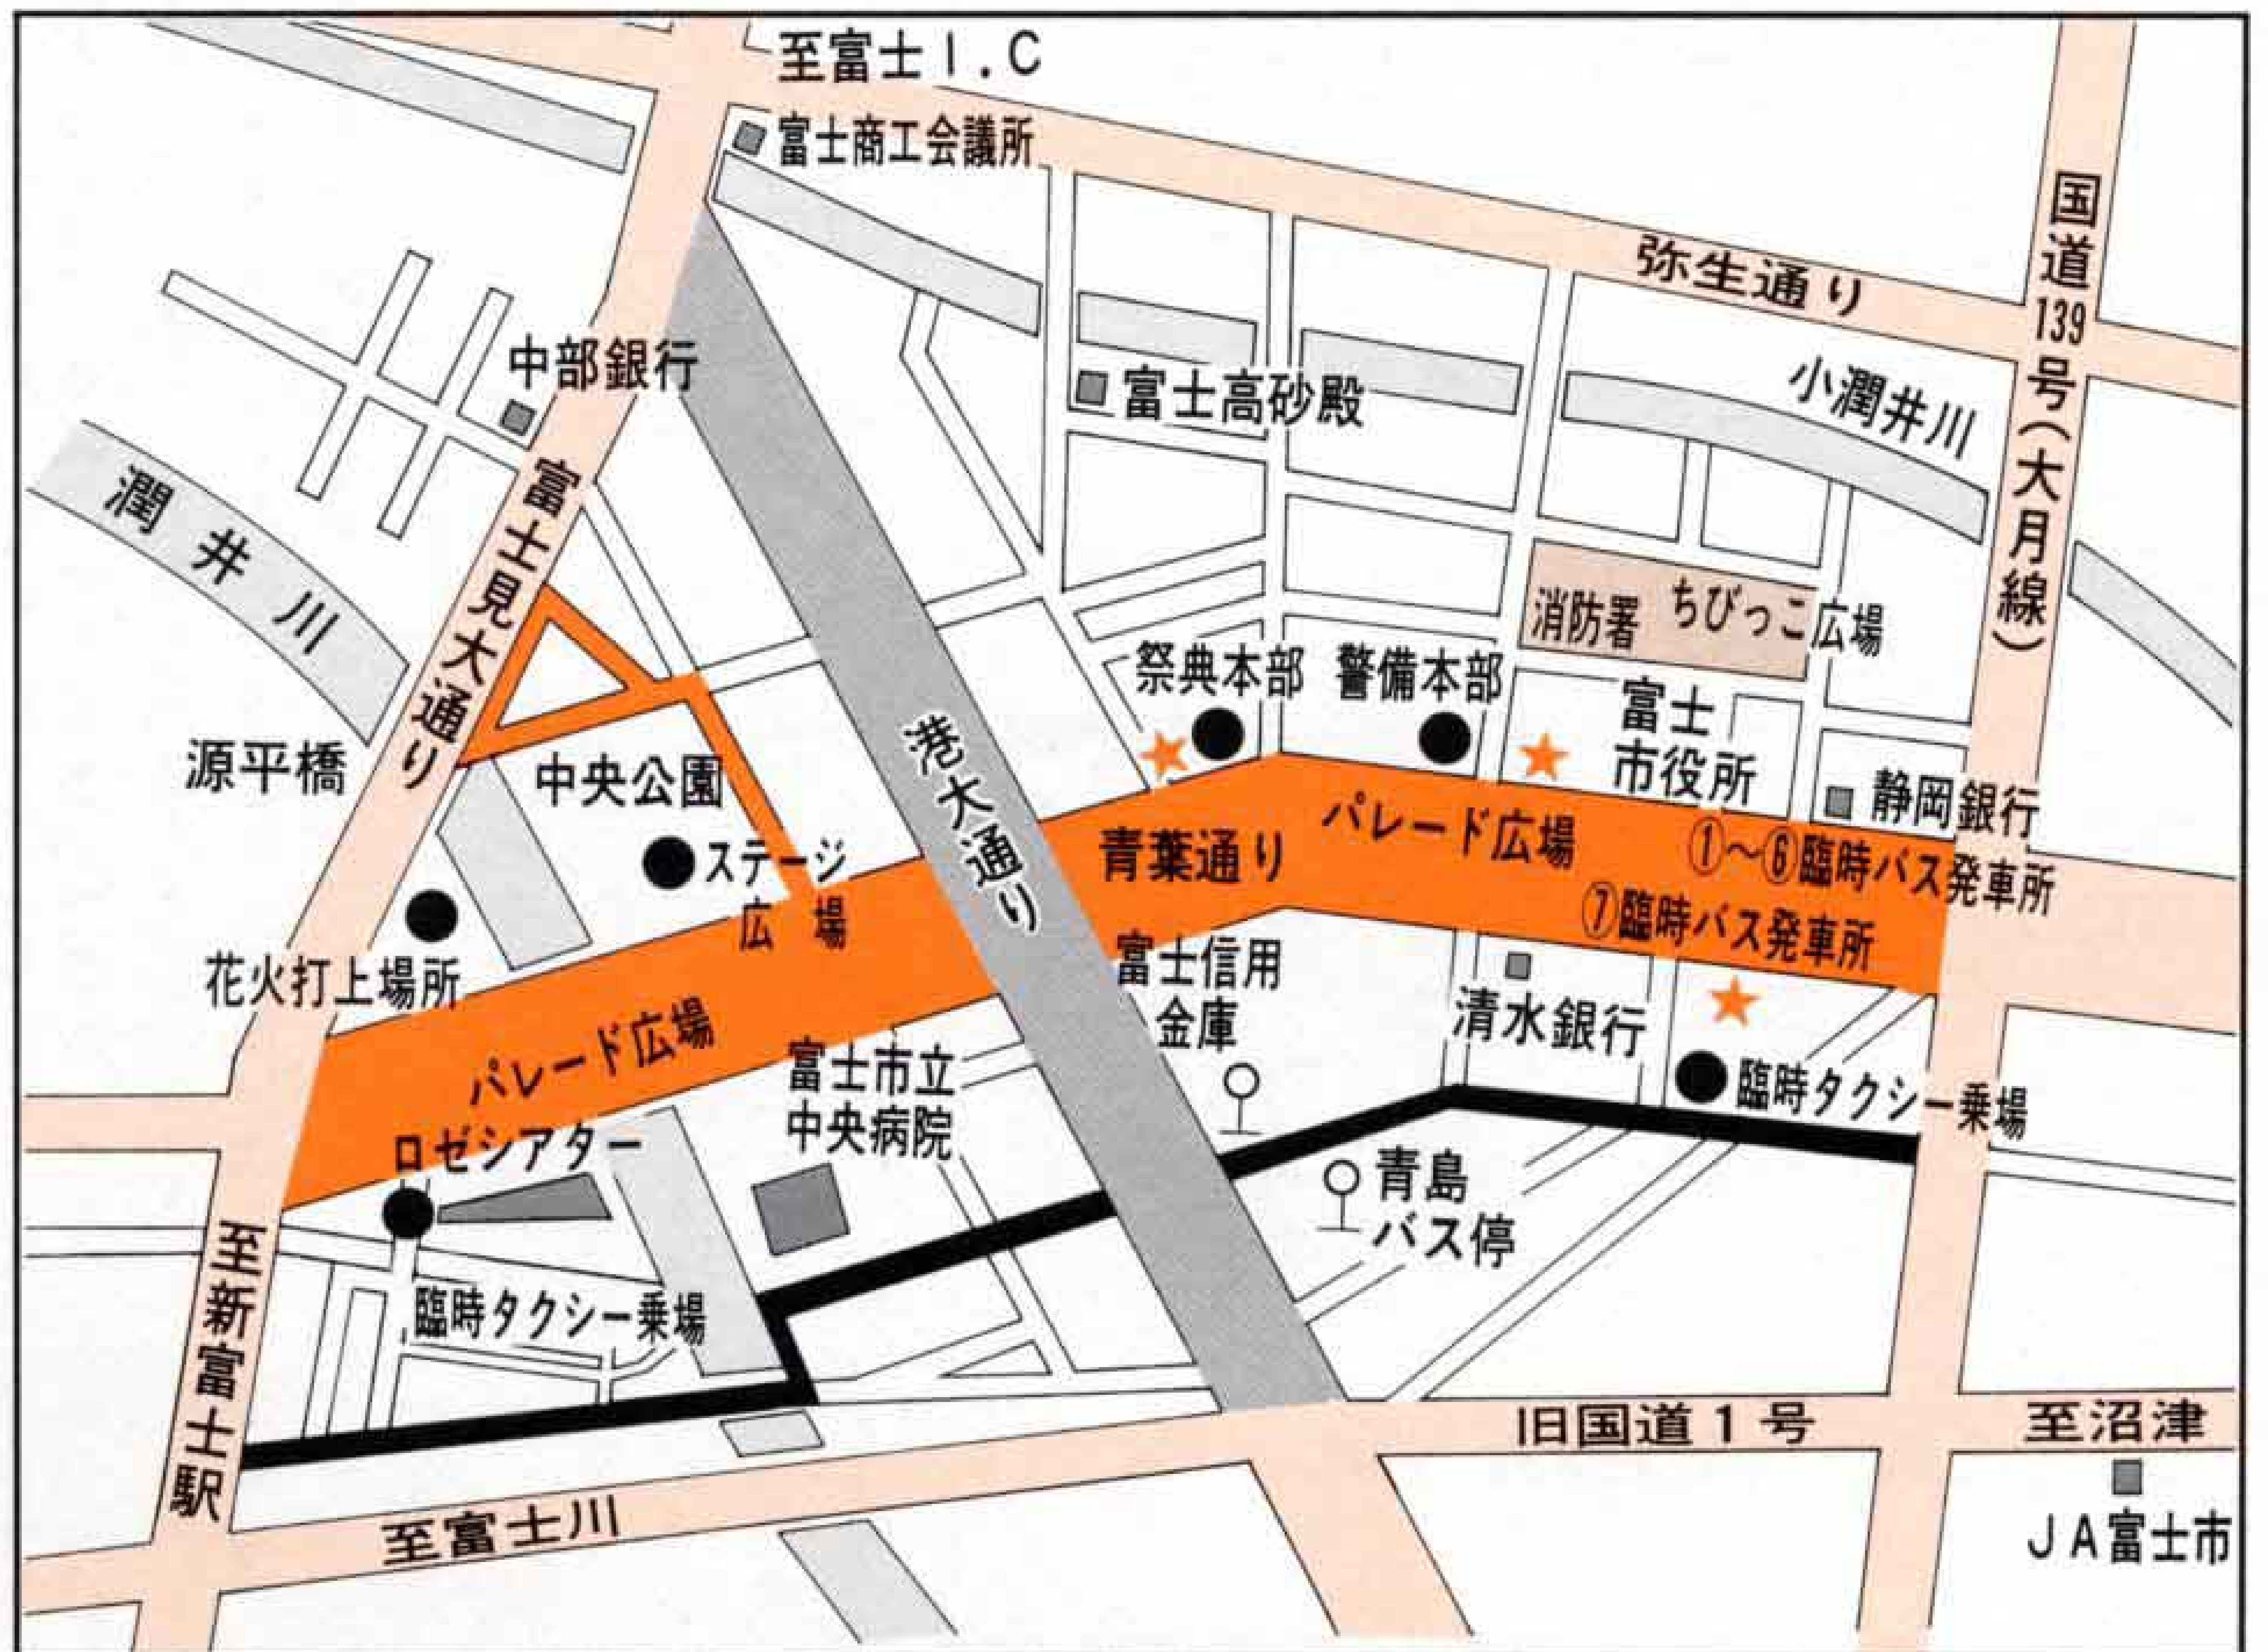 至富士I.C
富士商工会議所
弥生通り
国道139号(大月線)
中部銀行
富士高砂殿
小潤井川
潤井川
富士見大通り
消防署
ちびっこ広場
祭典本部
警備本部
富士
市役所
源平橋
中央公園
港大通り
静岡銀行
青葉通り
パレード広場
①~⑥臨時バス発車所
⑦臨時バス発車所
ステージ
広場
花火打上場所
パレード広場
富士信用
金庫
清水銀行
富士市立
中央病院
臨時タクシー乗場
ロゼシアター
青島
バス停
至新富士駅
臨時タクシー乗場
旧国道1号
至沼津
至富士川
JA富士市